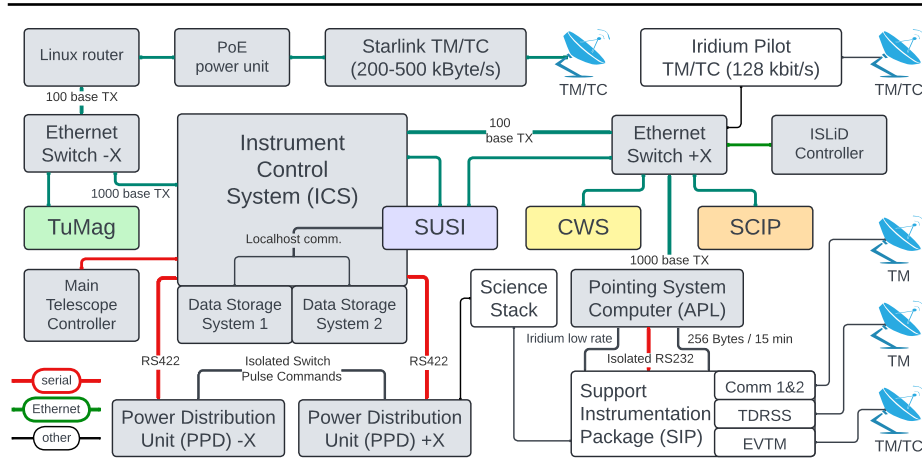 Linux router
PoE
power unit
Starlink TM/TC
(200-500 kByte/s)
TM/TC
Iridium Pilot
TM/TC (128 kbit/s)
TM/TC
100 base TX
Ethernet
Switch -X
Instrument
Control
System (ICS)
100
base TX
Ethernet
Switch +X
ISLiD
Controller
1000 base TX
TuMag
Localhost comm.
SUSI
CWS
SCIP
1000 base TX
TM
Main
Telescope
Controller
Data Storage
System 1
Data Storage
System 2
Science
Stack
Pointing System
Computer (APL)
Iridium low rate
256 Bytes / 15 min
TM
RS422
Isolated Switch
Pulse Commands
RS422
Isolated RS232
serial
Ethernet
other
Power Distribution
Unit (PPD) -X
Power Distribution
Unit (PPD) +X
Support
Instrumentation
Package (SIP)
Comm 1&2
TDRSS
EVTM
TM/TC